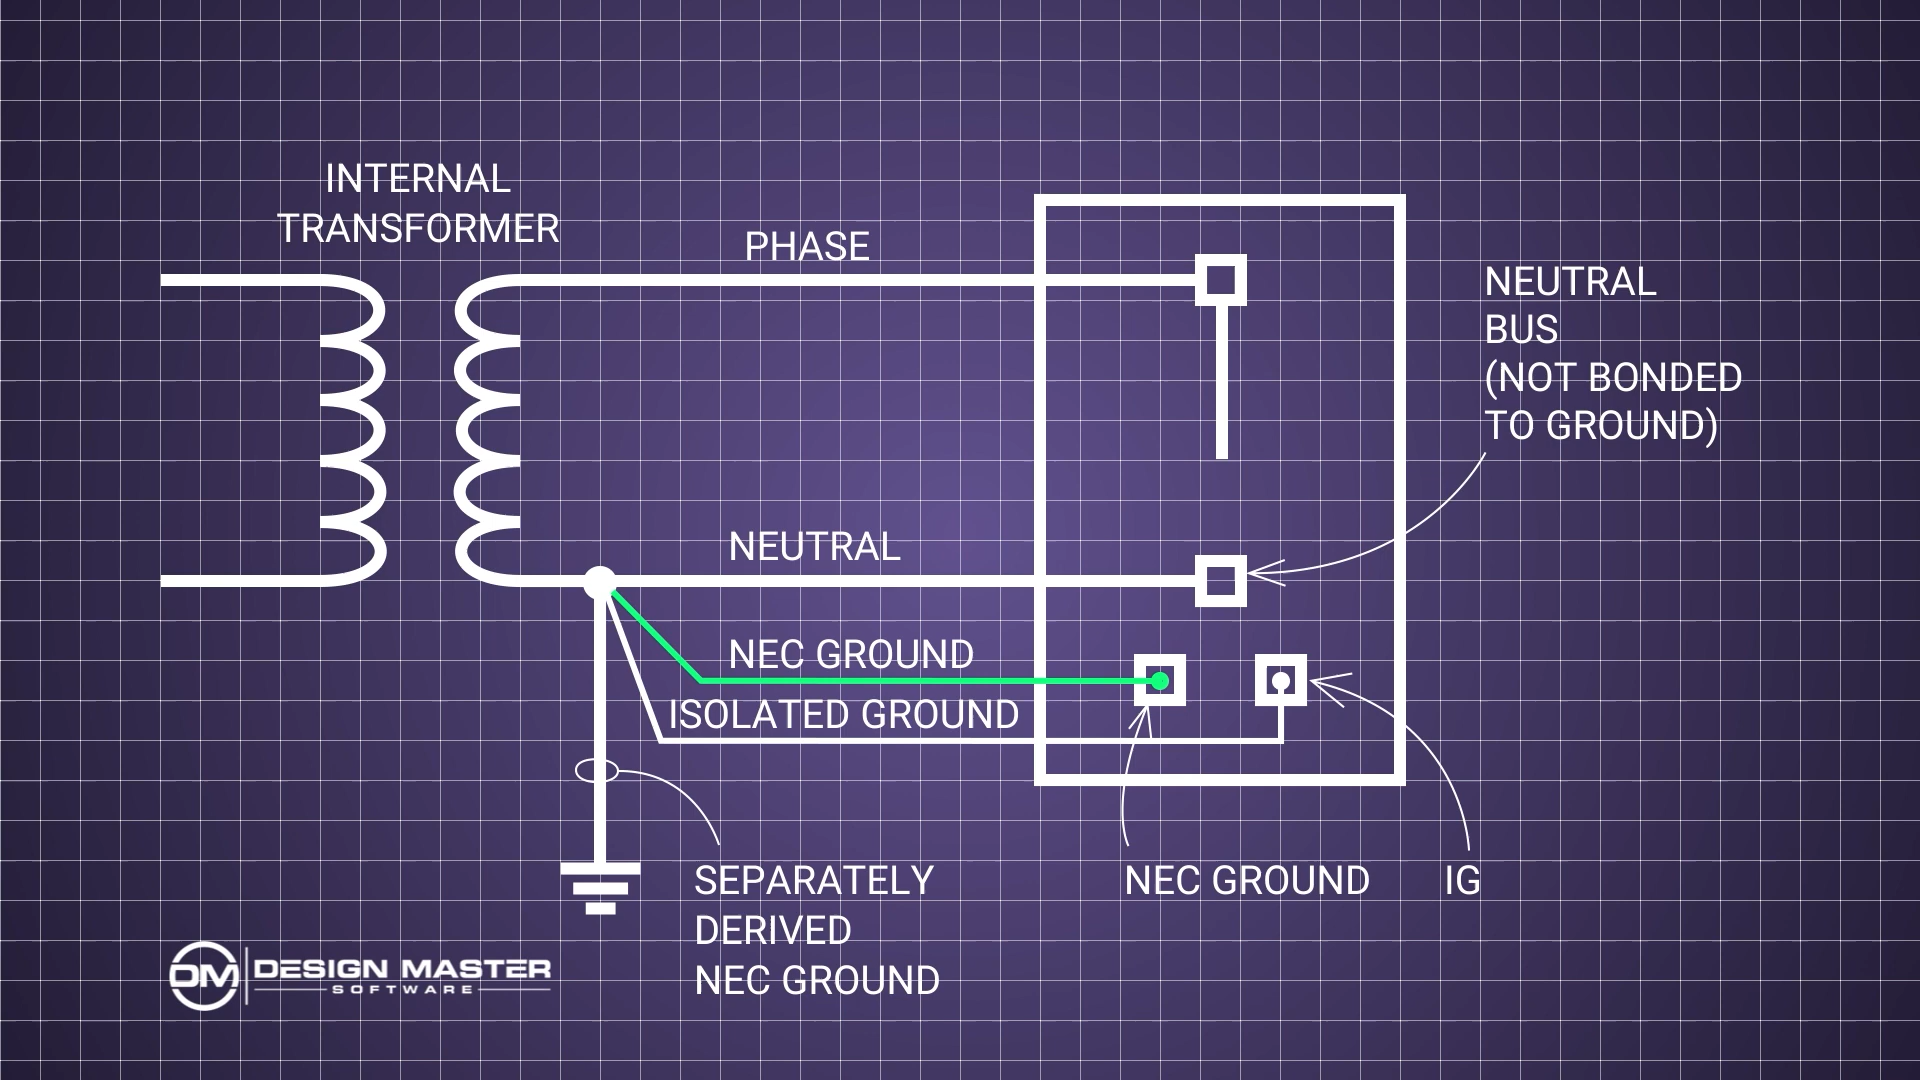 INTERNAL
TRANSFORMER
PHASE
NEUTRAL
BUS
(NOT BONDED
TO GROUND)
NEUTRAL
NEC GROUND
ISOLATED GROUND
SEPARATELY
DERIVED
NEC GROUND
NEC GROUND
IG
DM
DESIGN MASTER
SOFTWARE